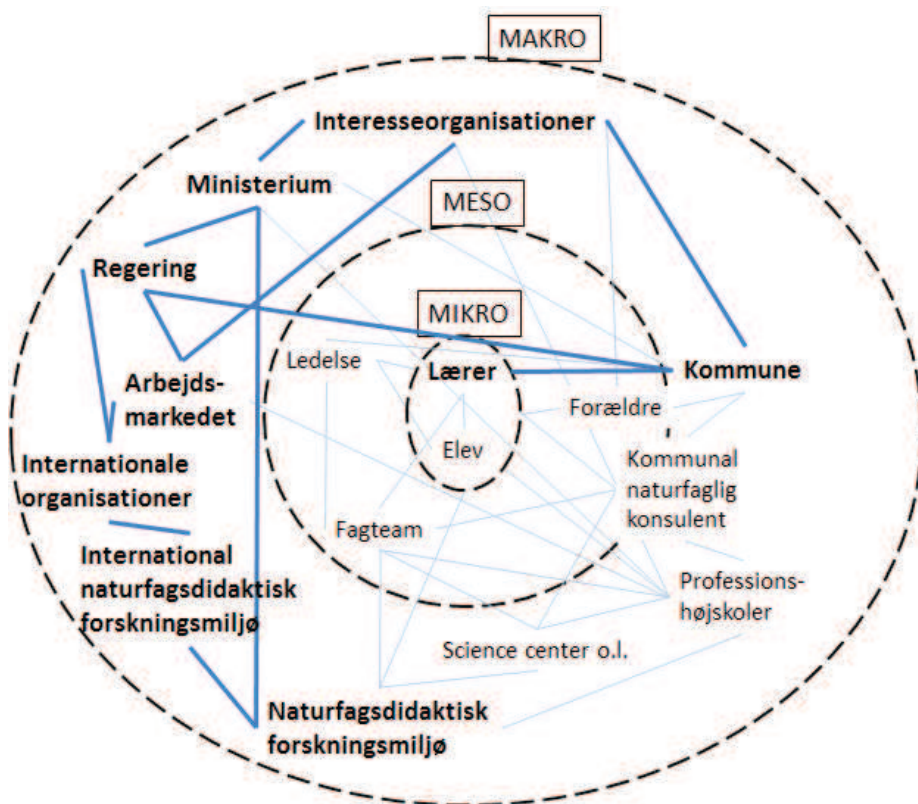 MAKRO
Interesseorganisationer
Ministerium
MESO
Regering
MIKRO
Ledelse
Lærer
Kommune
Arbejds-
markedet
Forældre
Elev
Internationale
organisationer
Kommunal
naturfaglig
konsulent
Fagteam
International
naturfagsdidaktisk
forskningsmiljø
Professions-
højskoler
Science center o.l.
Naturfagsdidaktisk
forskningsmiljø